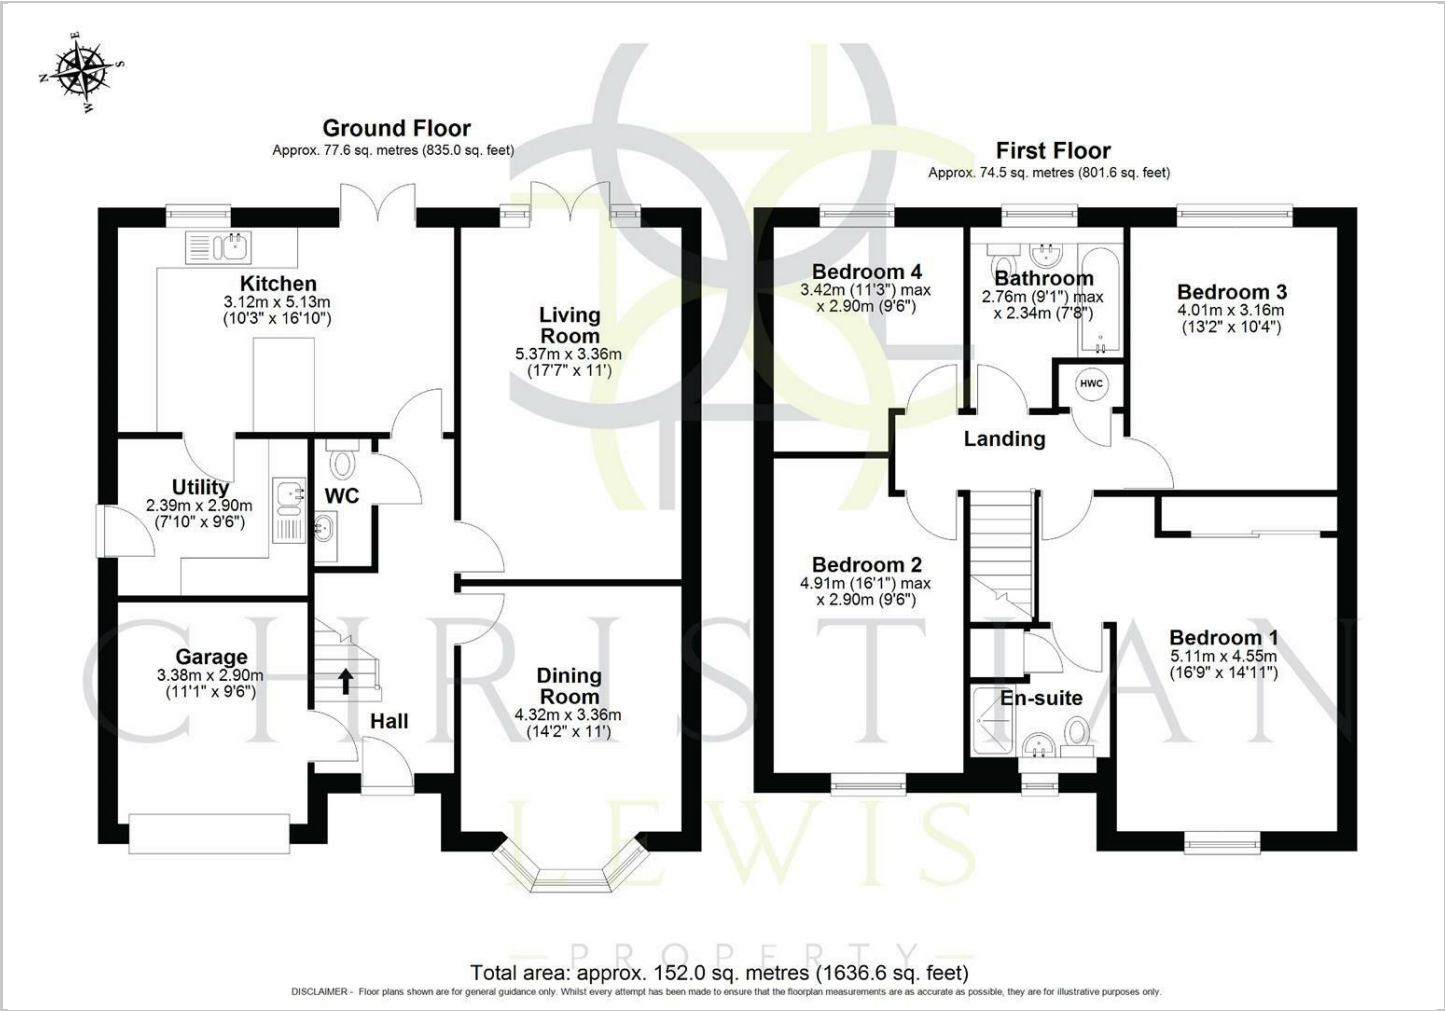 E
N
S
W
Ground Floor
Approx. 77.6 sq. metres (835.0 sq. feet)
First Floor
Approx. 74.5 sq. metres (801.6 sq. feet)
Kitchen
3.12m x 5.13m
(10'3" x 16'10")
Living
Room
5.37m x 3.36m
(17'7" x 11')
Utility
2.39m x 2.90m
(7'10" x 9'6")
WC
Garage
3.38m x 2.90m
(11'1" x 9'6")
Hall
Dining
Room
4.32m x 3.36m
(14'2" x 11')
Bedroom 4
3.42m (11'3") max
x 2.90m (9'6")
Bathroom
2.76m (9'1") max
x 2.34m (7'8")
Bedroom 3
4.01m x 3.16m
(13'2" x 10'4")
HWC
Landing
Bedroom 2
4.91m (16'1") max
x 2.90m (9'6")
Bedroom 1
5.11m x 4.55m
(16'9" x 14'11")
En-suite
CHRISTIAN
LEWIS
PROPERTY
Total area: approx. 152.0 sq. metres (1636.6 sq. feet)
DISCLAIMER - Floor plans shown are for general guidance only. Whilst every attempt has been made to ensure that the floorplan measurements are as accurate as possible, they are for illustrative purposes only.